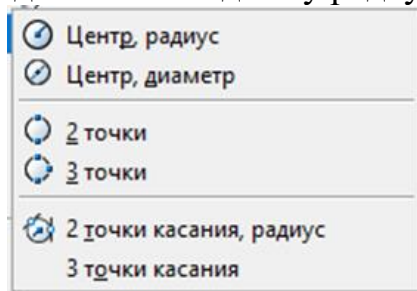 Центр, радиус
Центр, диаметр
2 точки
3 точки
2 точки касания, радиус
3 точки касания